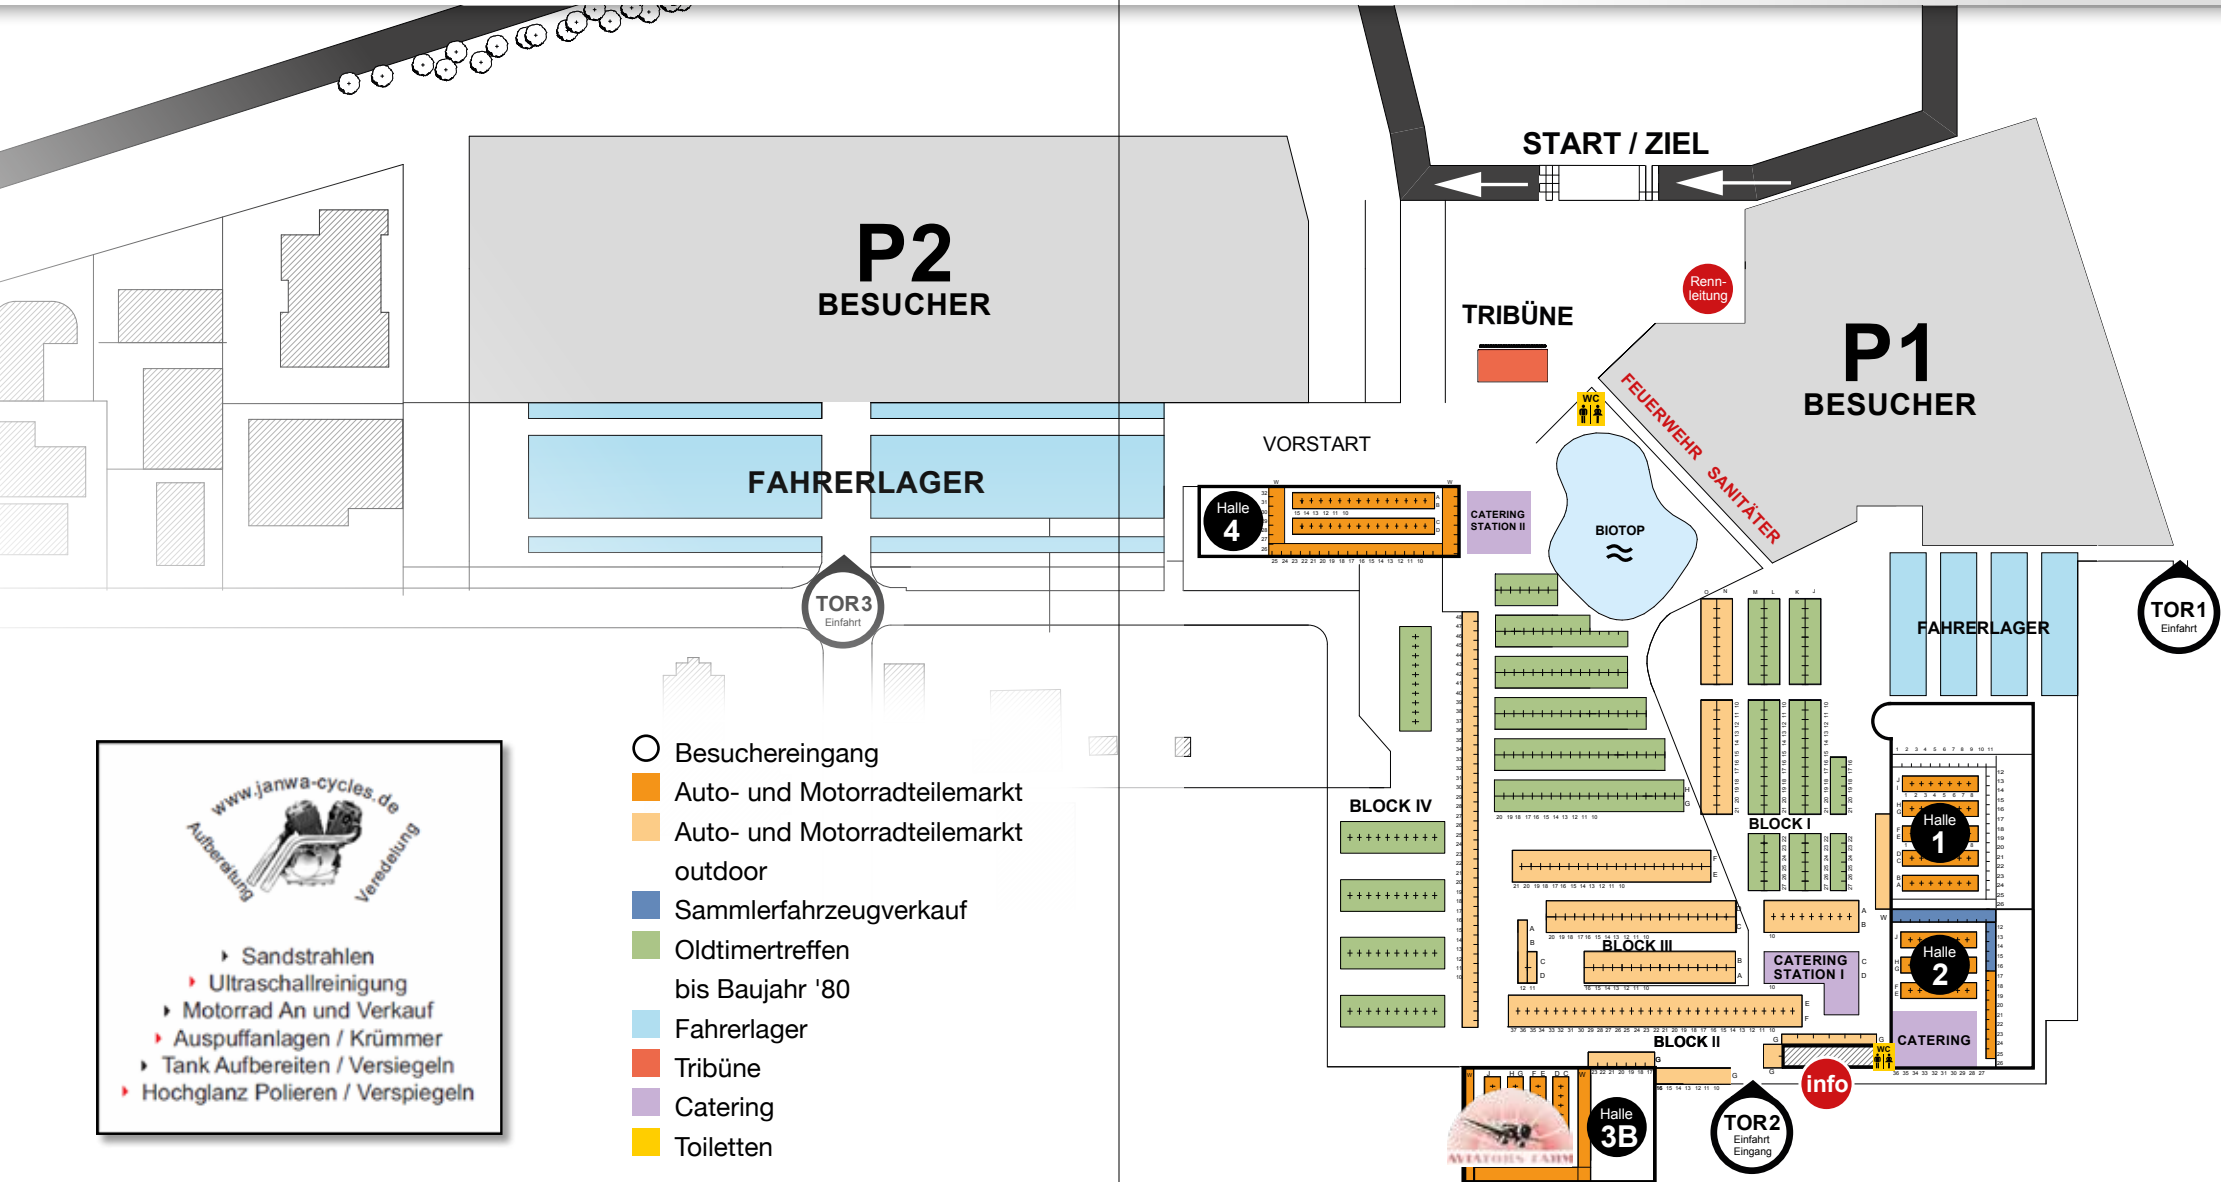 START / ZIEL
P2
BESUCHER
Renn-
leitung
TRIBÜNE
P1
BESUCHER
WC
FEUERWEHR SANITÄTER
VORSTART
FAHRERLAGER
Halle
4
CATERING
STATION II
BIOTOP
TOR3
Einfahrt
TOR1
Einfahrt
FAHRERLAGER
BLOCK IV
BLOCK I
Halle
1
BLOCK III
CATERING
STATION I
Halle
2
CATERING
BLOCK II
WC
info
Halle
3B
TOR2
Einfahrt
Eingang
AVIATORS FARM
www.janwa-cycles.de
Aufbereitung
Veredelung
Sandstrahlen
Ultraschallreinigung
Motorrad An und Verkauf
Auspuffanlagen / Krümmer
Tank Aufbereiten / Versiegeln
Hochglanz Polieren / Verspiegeln
Besuchereingang
Auto- und Motorradteilemarkt
Auto- und Motorradteilemarkt
outdoor
Sammlerfahrzeugverkauf
Oldtimertreffen
bis Baujahr '80
Fahrerlager
Tribüne
Catering
Toiletten